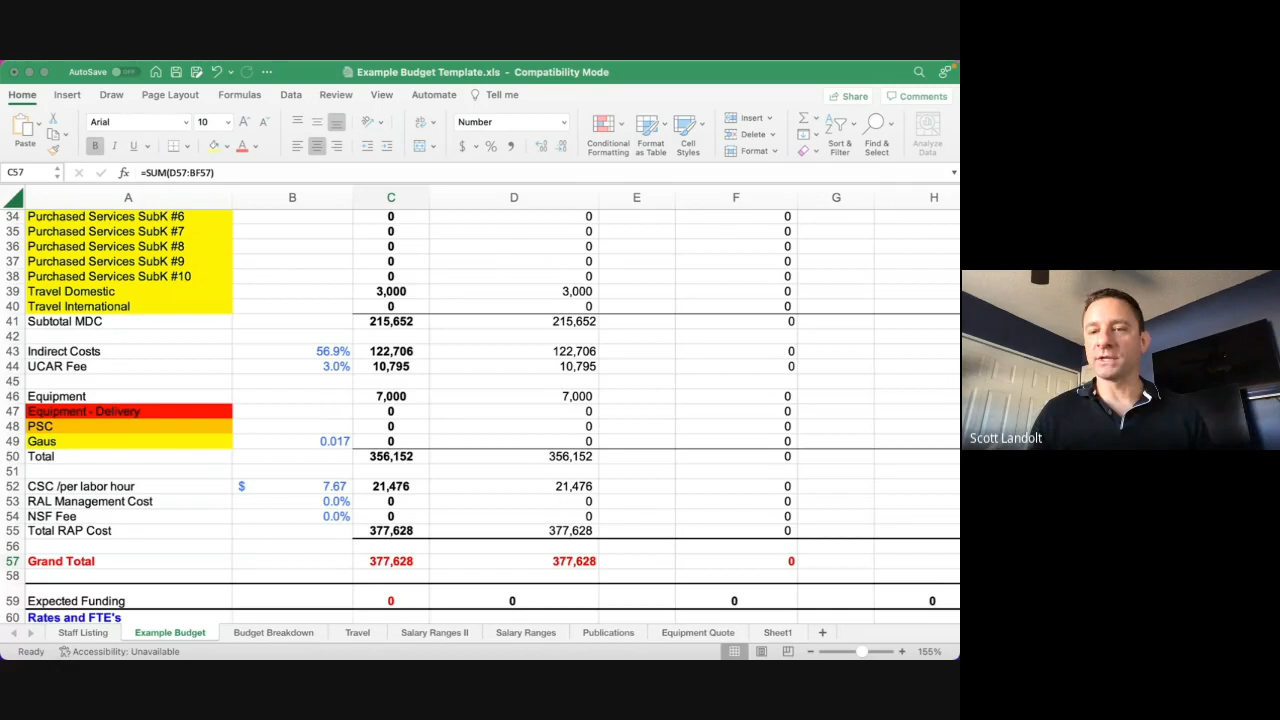 AutoSave OFF Example Budget Template.xls - Compatibility Mode
Home Insert Draw Page Layout Formulas Data Review View Automate Tell me Share Comments
Paste Arial 10 Number Conditional Formatting Format as Table Cell Styles Insert Delete Format Sort & Filter Find & Select Analyze Data
C57 fx =SUM(D57:BF57)
A B C D E F G H
34 Purchased Services SubK #6 0 0 0
35 Purchased Services SubK #7 0 0 0
36 Purchased Services SubK #8 0 0 0
37 Purchased Services SubK #9 0 0 0
38 Purchased Services SubK #10 0 0 0
39 Travel Domestic 3,000 3,000 0
40 Travel International 0 0 0
41 Subtotal MDC 215,652 215,652 0
42
43 Indirect Costs 56.9% 122,706 122,706 0
44 UCAR Fee 3.0% 10,795 10,795 0
45
46 Equipment 7,000 7,000 0
47 Equipment - Delivery 0 0 0
48 PSC 0 0 0
49 Gaus 0.017 0 0 0
50 Total 356,152 356,152 0
51
52 CSC /per labor hour $ 7.67 21,476 21,476 0
53 RAL Management Cost 0.0% 0 0 0
54 NSF Fee 0.0% 0 0 0
55 Total RAP Cost 377,628 377,628 0
56
57 Grand Total 377,628 377,628 0
58
59 Expected Funding 0 0 0 0
60 Rates and FTE's
Staff Listing Example Budget Budget Breakdown Travel Salary Ranges II Salary Ranges Publications Equipment Quote Sheet1 +
Ready Accessibility: Unavailable 155%
Scott Landolt